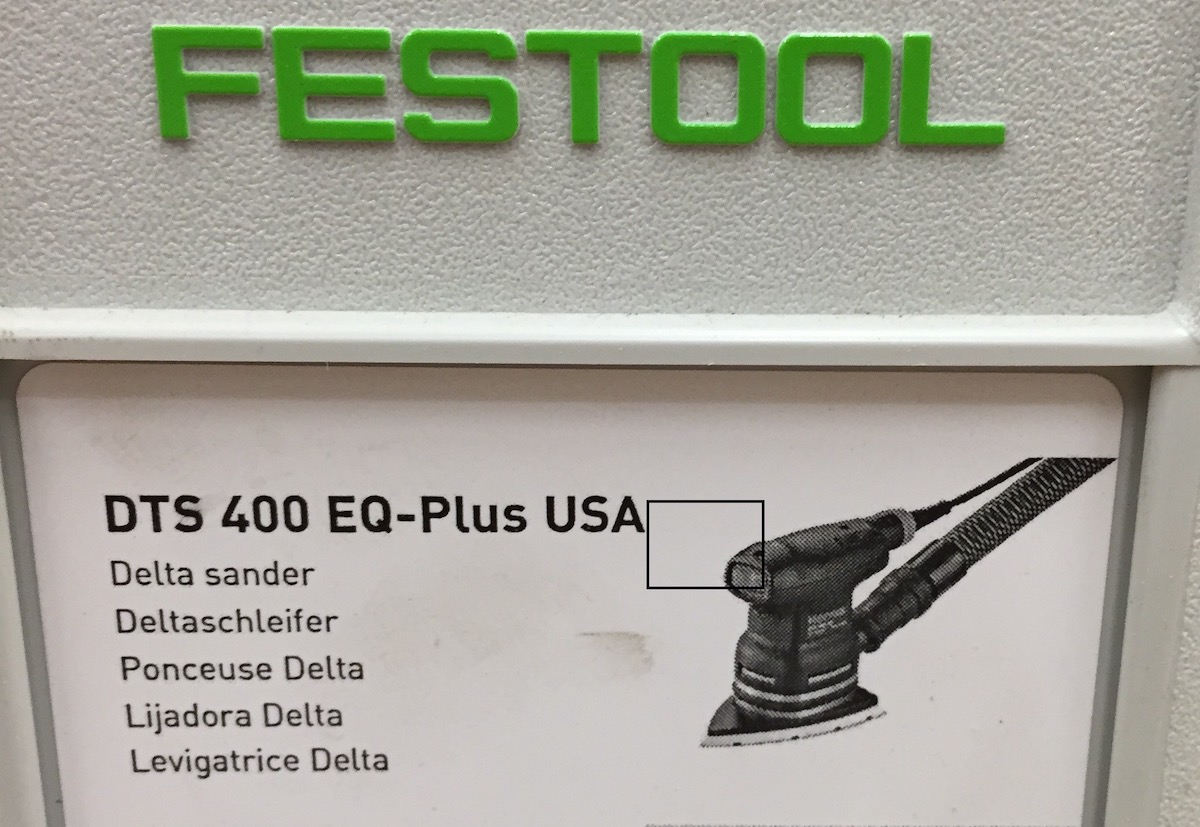 FESTOOL
DTS 400 EQ-Plus USA
Delta sander
Deltaschleifer
Ponceuse Delta
Lijadora Delta
Levigatrice Delta